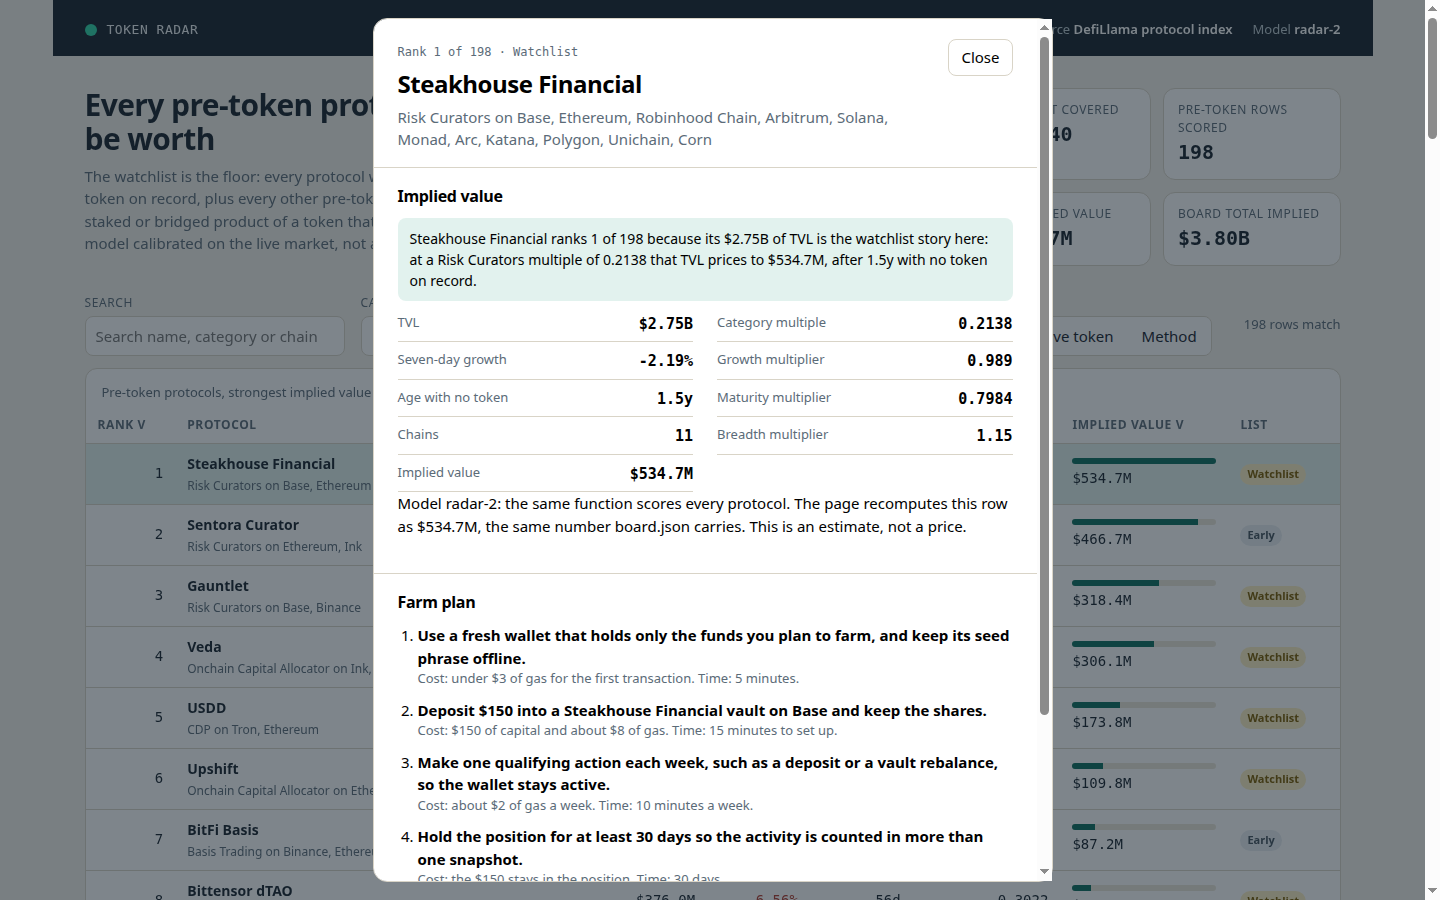 TOKEN RADAR
rce DefiLlama protocol index Model radar-2
Every pre-token prot
be worth
The watchlist is the floor: every protocol w
token on record, plus every other pre-tok
staked or bridged product of a token that
model calibrated on the live market, not a
T COVERED
40
PRE-TOKEN ROWS
SCORED
198
ED VALUE
7M
BOARD TOTAL IMPLIED
$3.80B
SEARCH
CA
Search name, category or chain
ve token
Method
198 rows match
Pre-token protocols, strongest implied value
RANK V PROTOCOL IMPLIED VALUE V LIST
1 Steakhouse Financial
Risk Curators on Base, Ethereum
$534.7M
Watchlist
2 Sentora Curator
Risk Curators on Ethereum, Ink
$466.7M
Early
3 Gauntlet
Risk Curators on Base, Binance
$318.4M
Watchlist
4 Veda
Onchain Capital Allocator on Ink,
$306.1M
Watchlist
5 USDD
CDP on Tron, Ethereum
$173.8M
Watchlist
6 Upshift
Onchain Capital Allocator on Ethe
$109.8M
Watchlist
7 BitFi Basis
Basis Trading on Binance, Ethere
$87.2M
Early
8 Bittensor dTAO
$376.0M 6.56% 56d 0.3022
Rank 1 of 198 · Watchlist
Close
Steakhouse Financial
Risk Curators on Base, Ethereum, Robinhood Chain, Arbitrum, Solana,
Monad, Arc, Katana, Polygon, Unichain, Corn
Implied value
Steakhouse Financial ranks 1 of 198 because its $2.75B of TVL is the watchlist story here:
at a Risk Curators multiple of 0.2138 that TVL prices to $534.7M, after 1.5y with no token
on record.
TVL $2.75B
Category multiple 0.2138
Seven-day growth -2.19%
Growth multiplier 0.989
Age with no token 1.5y
Maturity multiplier 0.7984
Chains 11
Breadth multiplier 1.15
Implied value $534.7M
Model radar-2: the same function scores every protocol. The page recomputes this row
as $534.7M, the same number board.json carries. This is an estimate, not a price.
Farm plan
1. Use a fresh wallet that holds only the funds you plan to farm, and keep its seed
phrase offline.
Cost: under $3 of gas for the first transaction. Time: 5 minutes.
2. Deposit $150 into a Steakhouse Financial vault on Base and keep the shares.
Cost: $150 of capital and about $8 of gas. Time: 15 minutes to set up.
3. Make one qualifying action each week, such as a deposit or a vault rebalance,
so the wallet stays active.
Cost: about $2 of gas a week. Time: 10 minutes a week.
4. Hold the position for at least 30 days so the activity is counted in more than
one snapshot.
Cost: the $150 stays in the position. Time: 30 days.